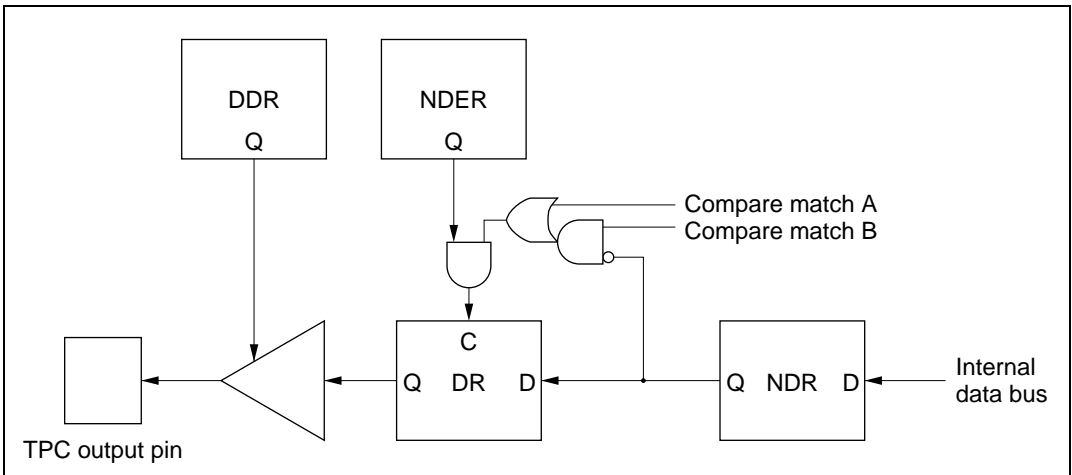 DDR
Q
NDER
Q
Compare match A
Compare match B
C
Q DR D
Q NDR D
Internal
data bus
TPC output pin